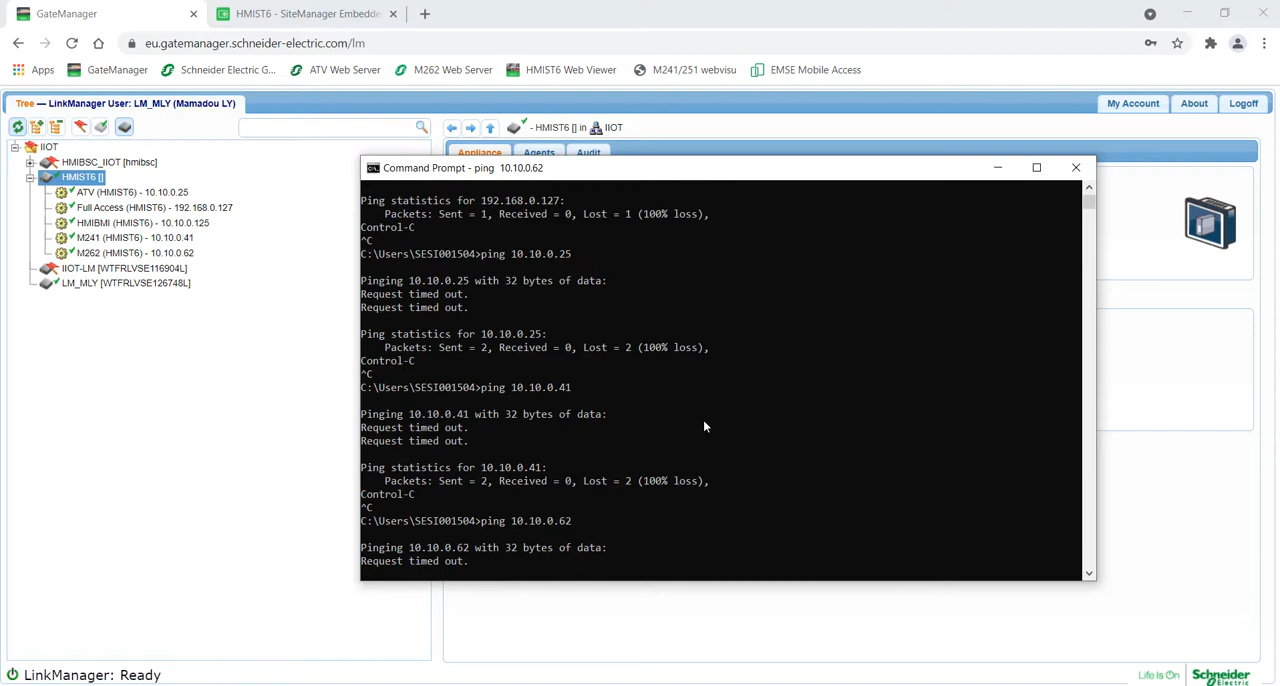 GateManager
HMIST6 - SiteManager Embedde
eu.gatemanager.schneider-electric.com/lm
Apps
GateManager
Schneider Electric G...
ATV Web Server
M262 Web Server
HMIST6 Web Viewer
M241/251 webvisu
EMSE Mobile Access
Tree — LinkManager User: LM_MLY (Mamadou LY)
My Account
About
Logoff
- HMIST6 [] in IIOT
Appliance
Agents
Audit
IIOT
HMIBSC_IIOT [hmibsc]
HMIST6 []
ATV (HMIST6) - 10.10.0.25
Full Access (HMIST6) - 192.168.0.127
HMIBMI (HMIST6) - 10.10.0.125
M241 (HMIST6) - 10.10.0.41
M262 (HMIST6) - 10.10.0.62
IIOT-LM [WTFRLVSE116904L]
LM_MLY [WTFRLVSE126748L]
Command Prompt - ping 10.10.0.62
Ping statistics for 192.168.0.127:
Packets: Sent = 1, Received = 0, Lost = 1 (100% loss),
Control-C
^C
C:\Users\SESI001504>ping 10.10.0.25
Pinging 10.10.0.25 with 32 bytes of data:
Request timed out.
Request timed out.
Ping statistics for 10.10.0.25:
Packets: Sent = 2, Received = 0, Lost = 2 (100% loss),
Control-C
^C
C:\Users\SESI001504>ping 10.10.0.41
Pinging 10.10.0.41 with 32 bytes of data:
Request timed out.
Request timed out.
Ping statistics for 10.10.0.41:
Packets: Sent = 2, Received = 0, Lost = 2 (100% loss),
Control-C
^C
C:\Users\SESI001504>ping 10.10.0.62
Pinging 10.10.0.62 with 32 bytes of data:
Request timed out.
LinkManager: Ready
Life Is On
Schneider
Electric